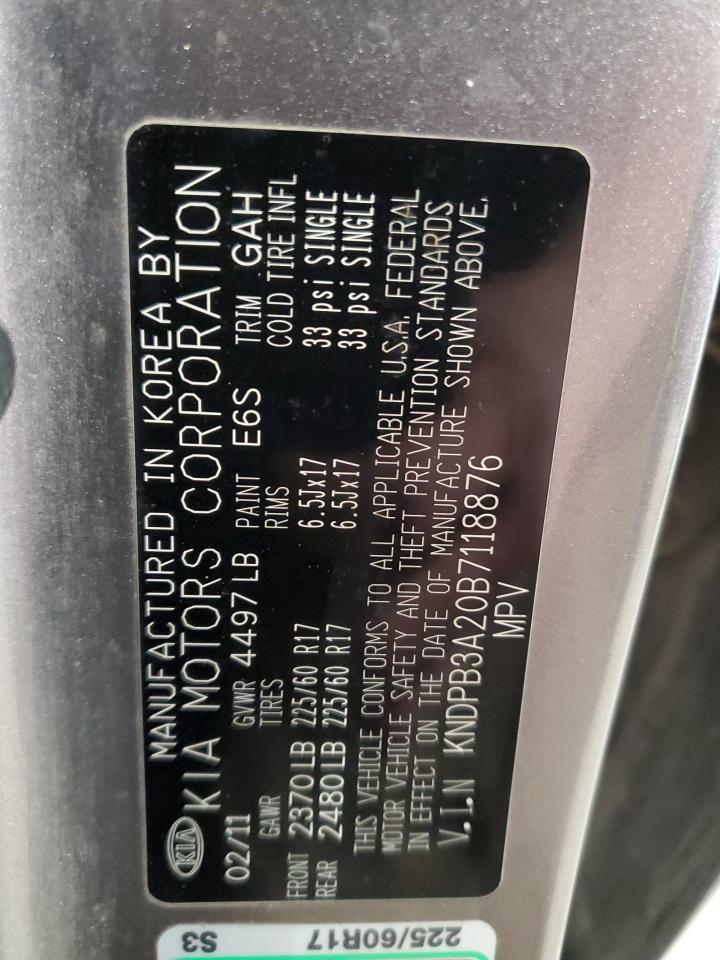 MANUFACTURED IN KOREA BY
KIA KIA MOTORS CORPORATION
02/11 GVWR 4497 LB PAINT E6S TRIM GAH
GAWR TIRES RIMS COLD TIRE INFL
FRONT 2370 LB 225/60 R17 6.5Jx17 33 psi SINGLE
REAR 2480 LB 225/60 R17 6.5Jx17 33 psi SINGLE
THIS VEHICLE CONFORMS TO ALL APPLICABLE U.S.A. FEDERAL
MOTOR VEHICLE SAFETY AND THEFT PREVENTION STANDARDS
IN EFFECT ON THE DATE OF MANUFACTURE SHOWN ABOVE.
V.I.N KNDPB3A20B7118876
MPV
S3
225/60R17